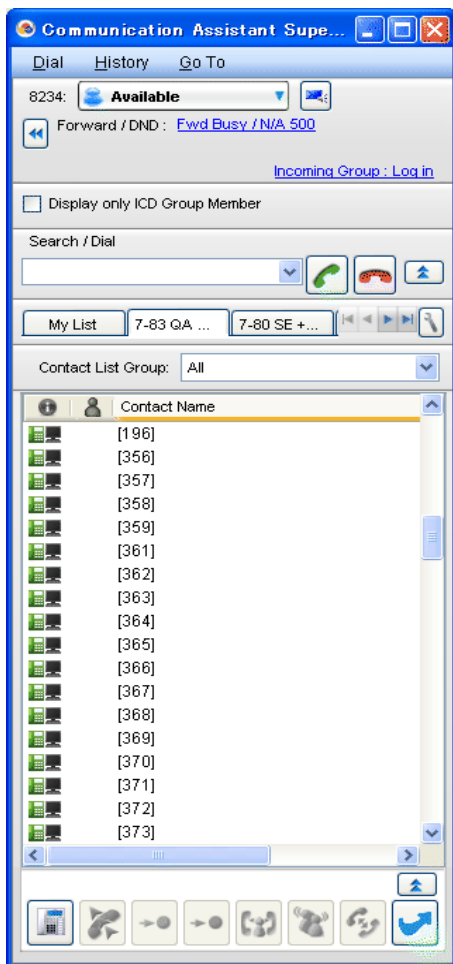 Communication Assistant Supe...
Dial History Go To
8234: Available
Forward / DND : Fwd Busy / N/A 500
Incoming Group : Log in
Display only ICD Group Member
Search / Dial
My List 7-83 QA ... 7-80 SE +...
Contact List Group: All
Contact Name
[196]
[356]
[357]
[358]
[359]
[361]
[362]
[363]
[364]
[365]
[366]
[367]
[368]
[369]
[370]
[371]
[372]
[373]